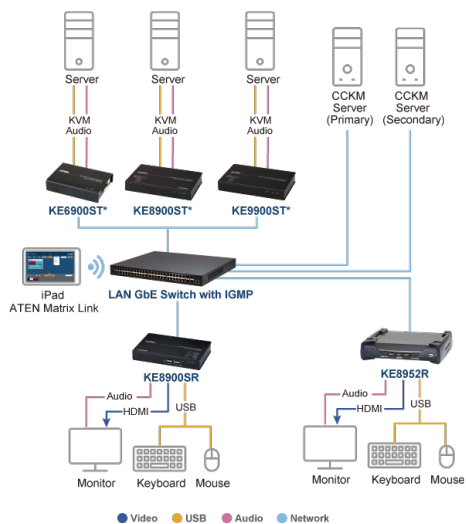 Server
Server
Server
CCKM
Server
(Primary)
CCKM
Server
(Secondary)
KVM
Audio
KVM
Audio
KVM
Audio
KE6900ST*
KE8900ST*
KE9900ST*
iPad
ATEN Matrix Link
LAN GbE Switch with IGMP
KE8900SR
KE8952R
Audio
HDMI
USB
Audio
HDMI
USB
Monitor
Keyboard
Mouse
Monitor
Keyboard
Mouse
Video
USB
Audio
Network